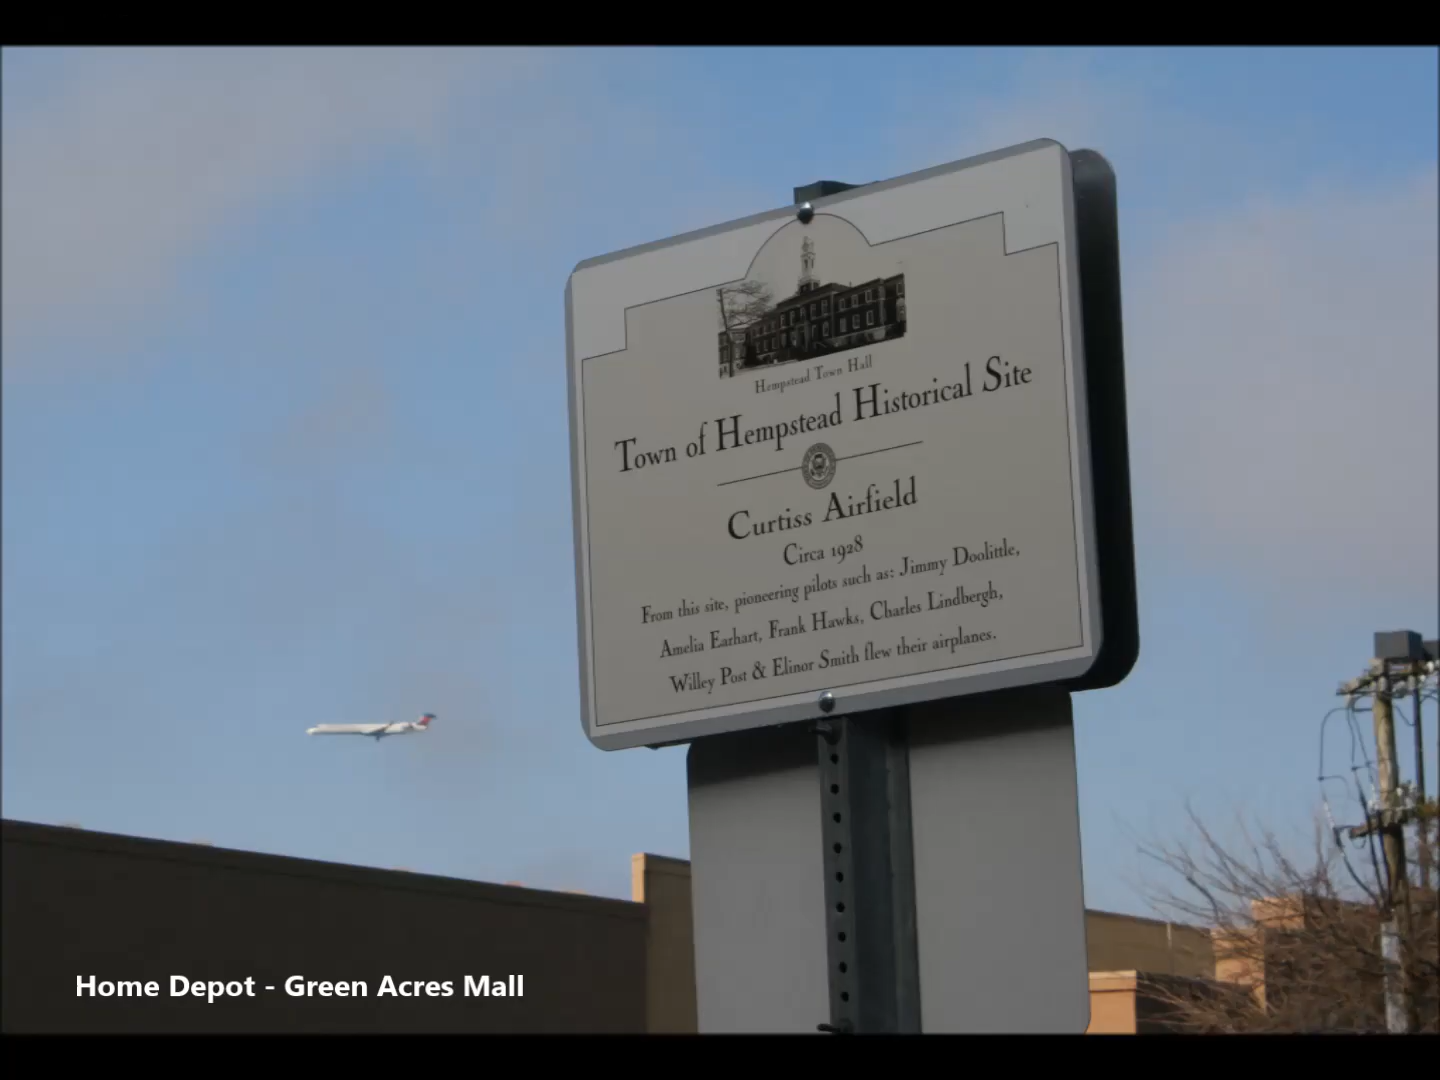 Hempstead Town Hall
Town of Hempstead Historical Site
Curtiss Airfield
Circa 1928
From this site, pioneering pilots such as: Jimmy Doolittle,
Amelia Earhart, Frank Hawks, Charles Lindbergh,
Willey Post & Elinor Smith flew their airplanes.
Home Depot - Green Acres Mall